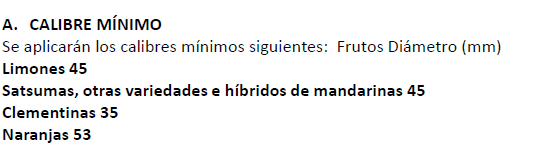 A. CALIBRE MÍNIMO
Se aplicarán los calibres mínimos siguientes: Frutos Diámetro (mm)
Limones 45
Satsumas, otras variedades e híbridos de mandarinas 45
Clementinas 35
Naranjas 53